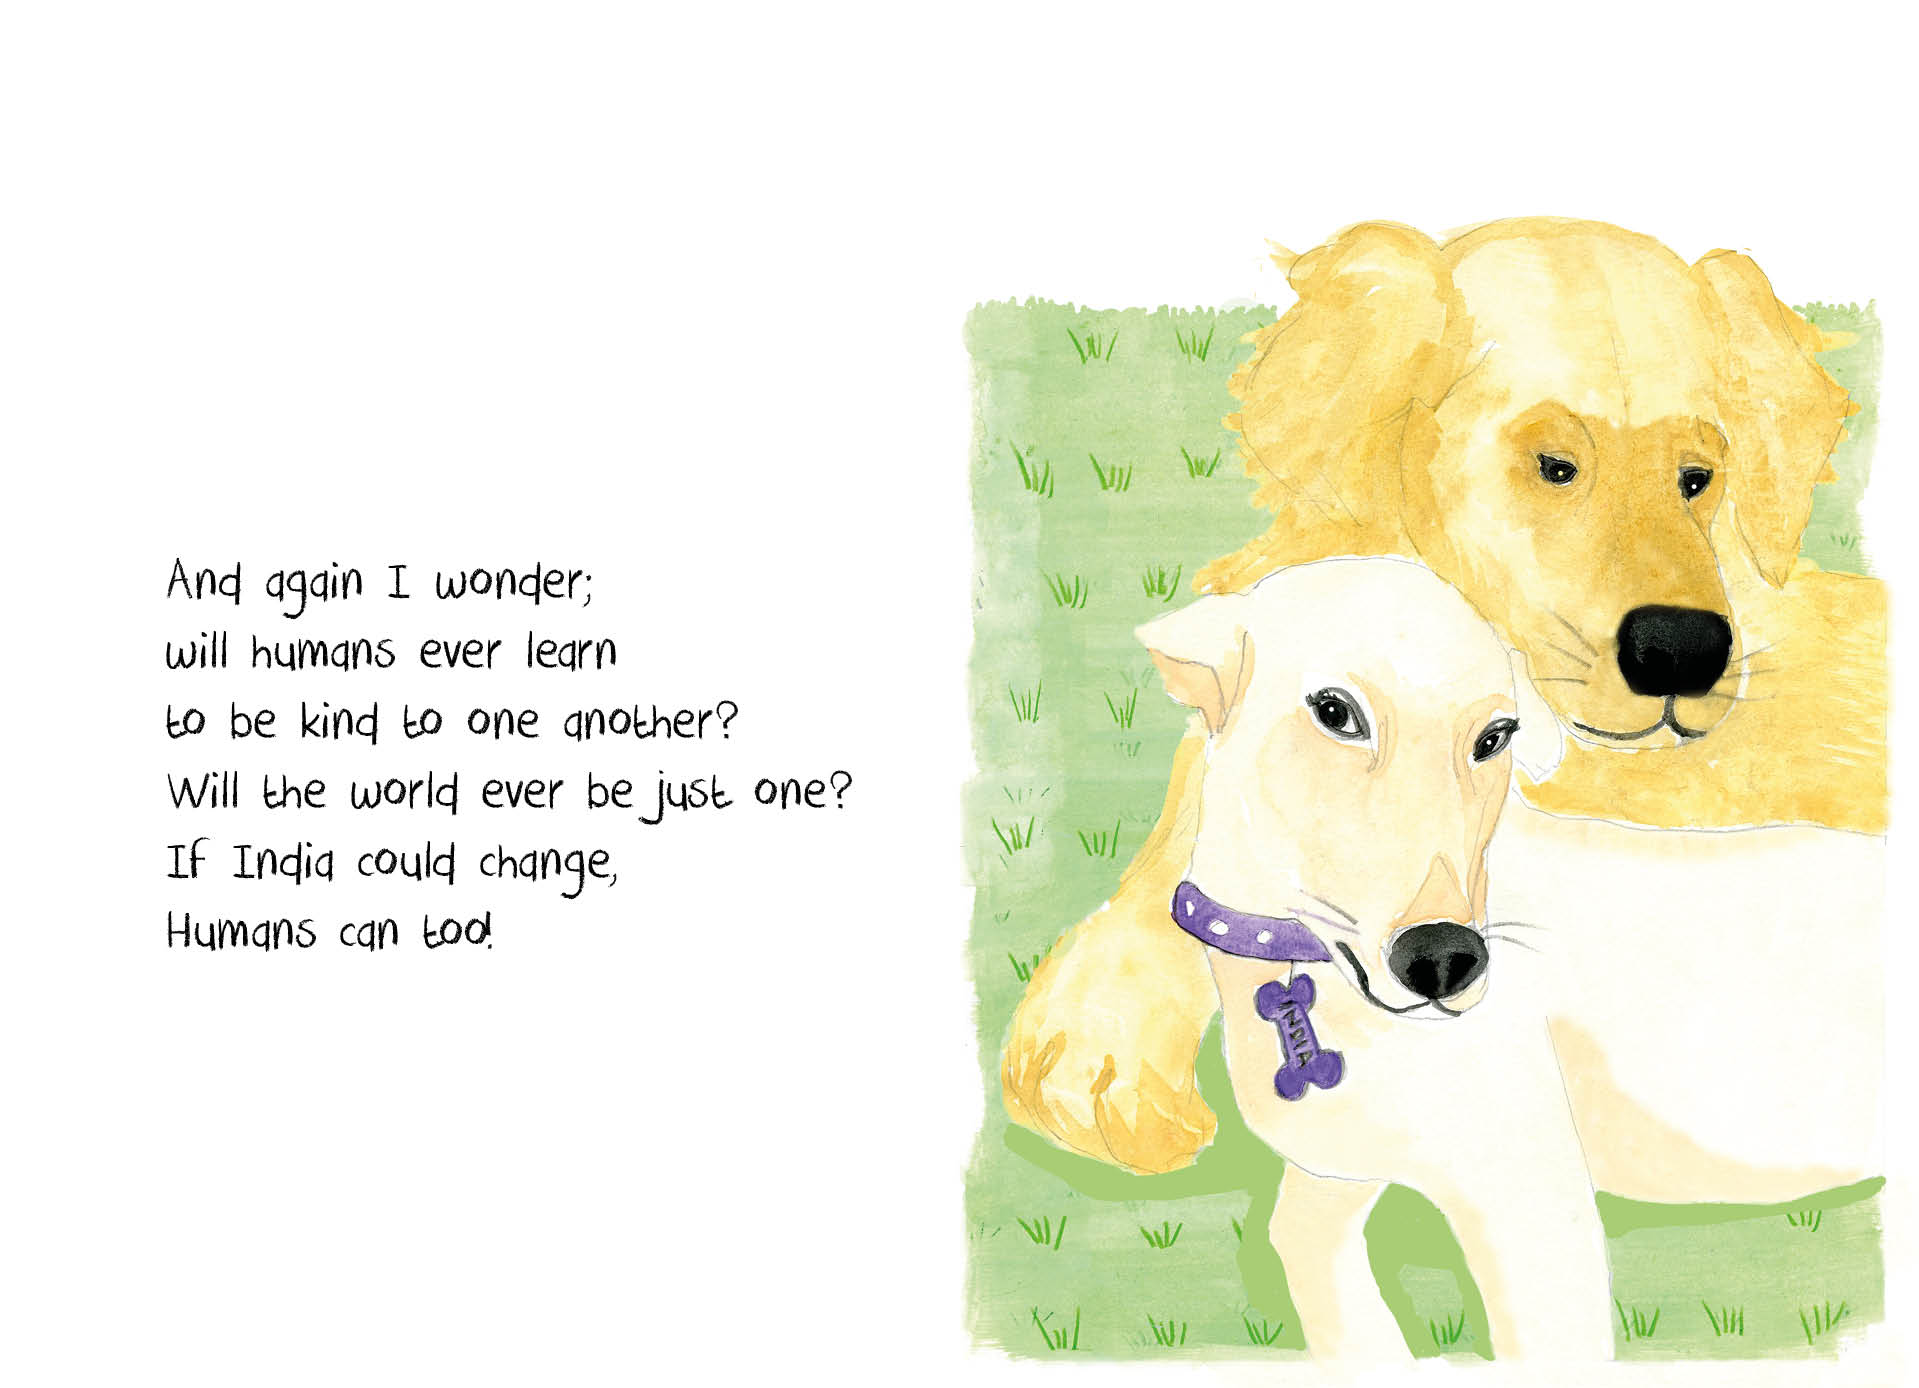 And again I wonder;
will humans ever learn
to be kind to one another?
Will the world ever be just one?
If India could change,
Humans can too!
INDIA